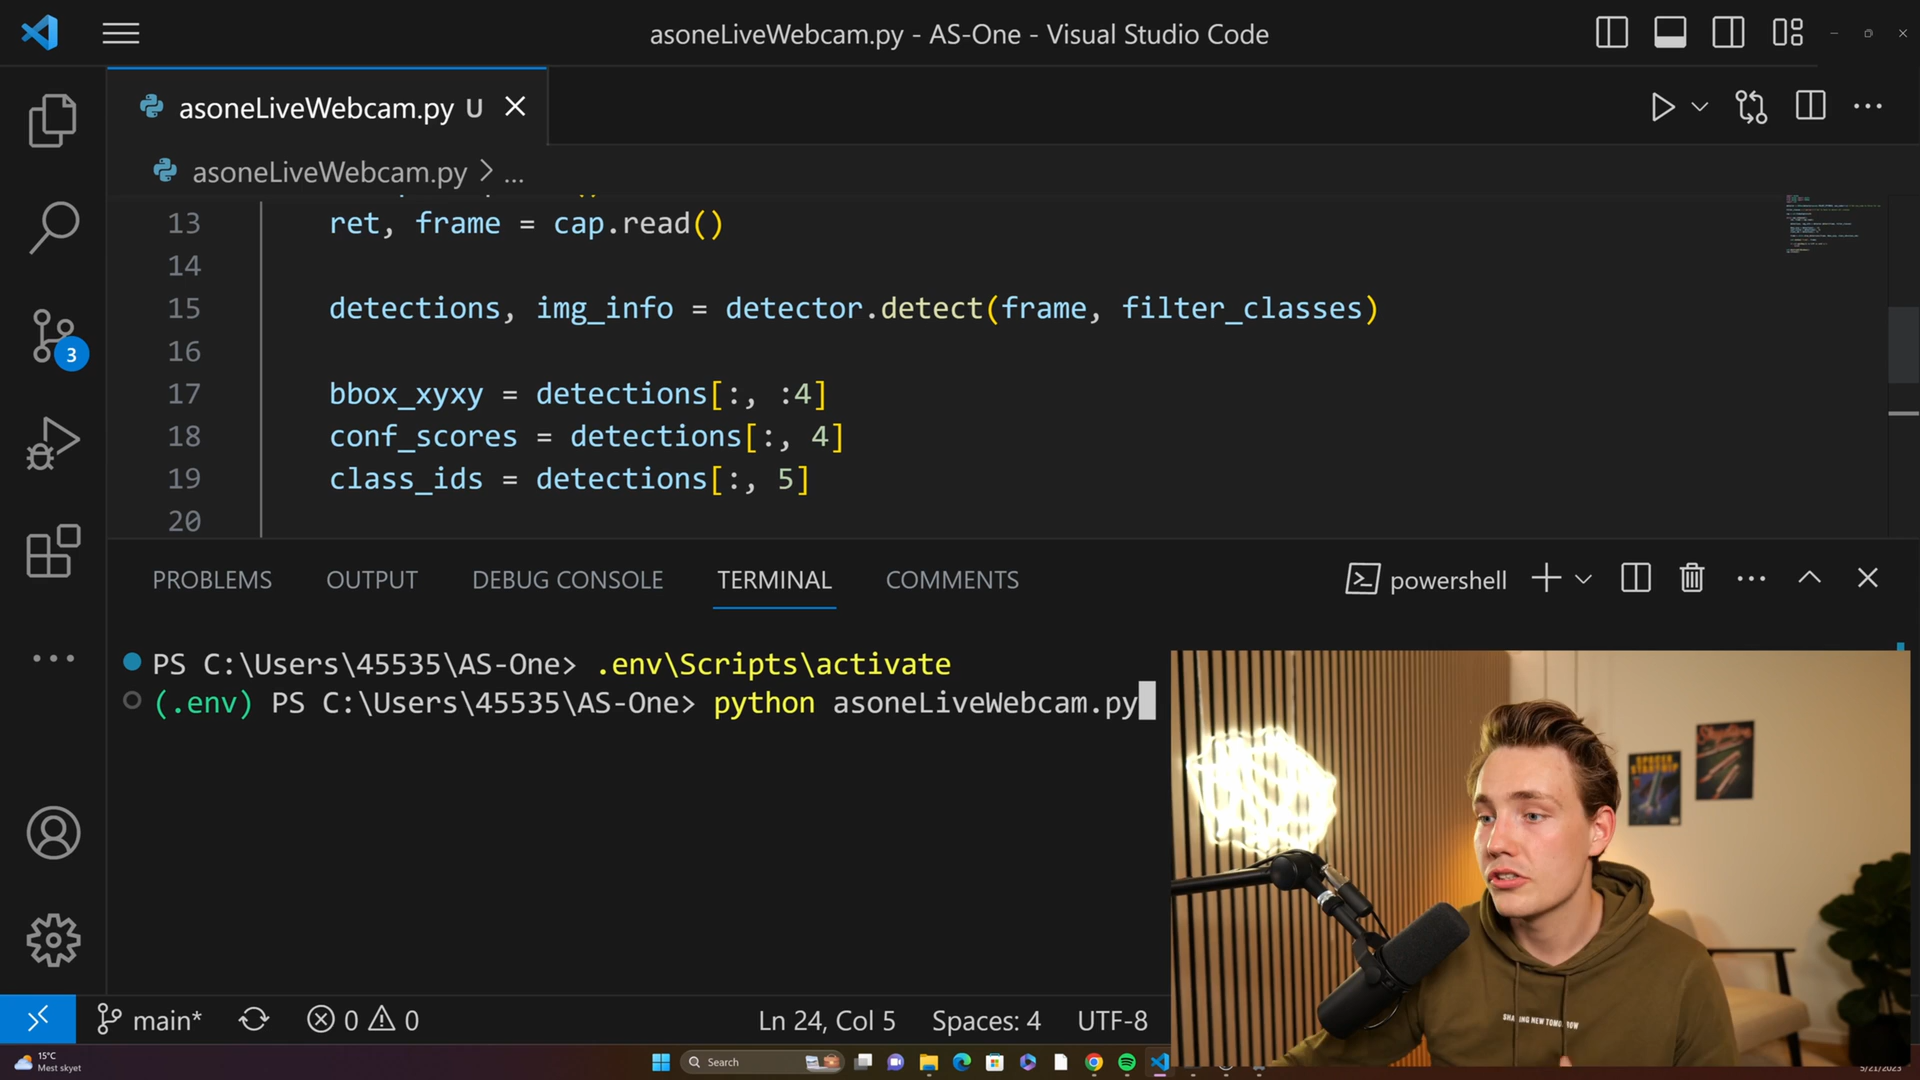 asoneLiveWebcam.py - AS-One - Visual Studio Code
asoneLiveWebcam.py U
asoneLiveWebcam.py > ...
13 ret, frame = cap.read()
14
15 detections, img_info = detector.detect(frame, filter_classes)
16
17 bbox_xyxy = detections[:, :4]
18 conf_scores = detections[:, 4]
19 class_ids = detections[:, 5]
20
3
PROBLEMS OUTPUT DEBUG CONSOLE TERMINAL COMMENTS powershell
PS C:\Users\45535\AS-One> .env\Scripts\activate
(.env) PS C:\Users\45535\AS-One> python asoneLiveWebcam.py
main* 0 0 Ln 24, Col 5 Spaces: 4 UTF-8
15°C
Mest skyet
Search
5/21/2023